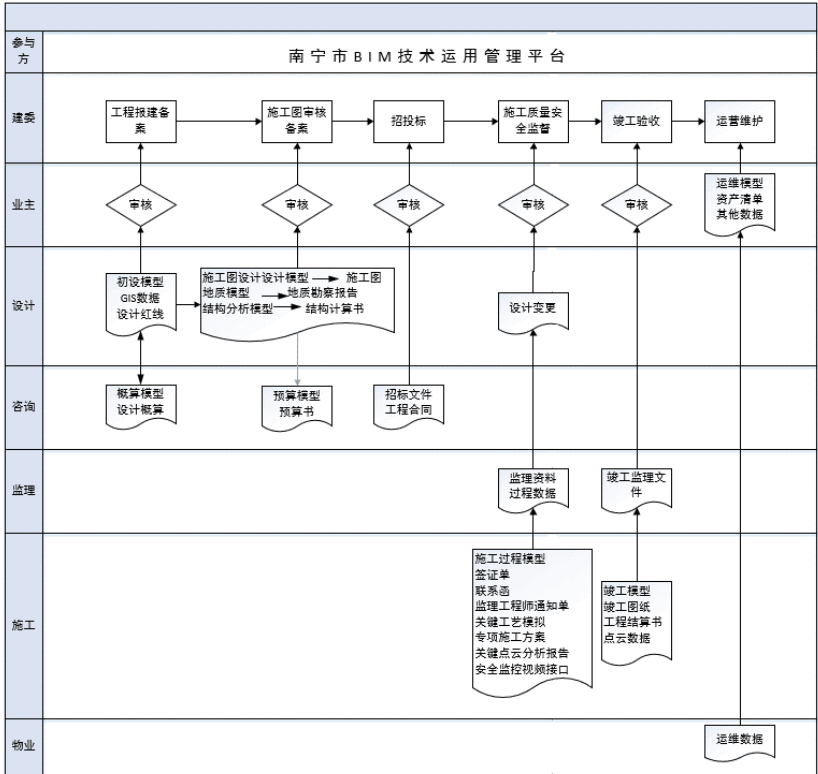 参与
方
南宁市BIM技术运用管理平台
建委
工程报建备
案
施工图审核
备案
招投标
施工质量安
全监督
竣工验收
运营维护
业主
审核
审核
审核
审核
审核
运维模型
资产清单
其他数据
设计
初设模型
GIS数据
设计红线
施工图设计设计模型 施工图
地质模型 地质勘察报告
结构分析模型 结构计算书
设计变更
咨询
概算模型
设计概算
预算模型
预算书
招标文件
工程合同
监理
监理资料
过程数据
竣工监理文
件
施工
施工过程模型
签证单
联系函
监理工程师通知单
关键工艺模拟
专项施工方案
关键点云分析报告
安全监控视频接口
竣工模型
竣工图纸
工程结算书
点云数据
物业
运维数据